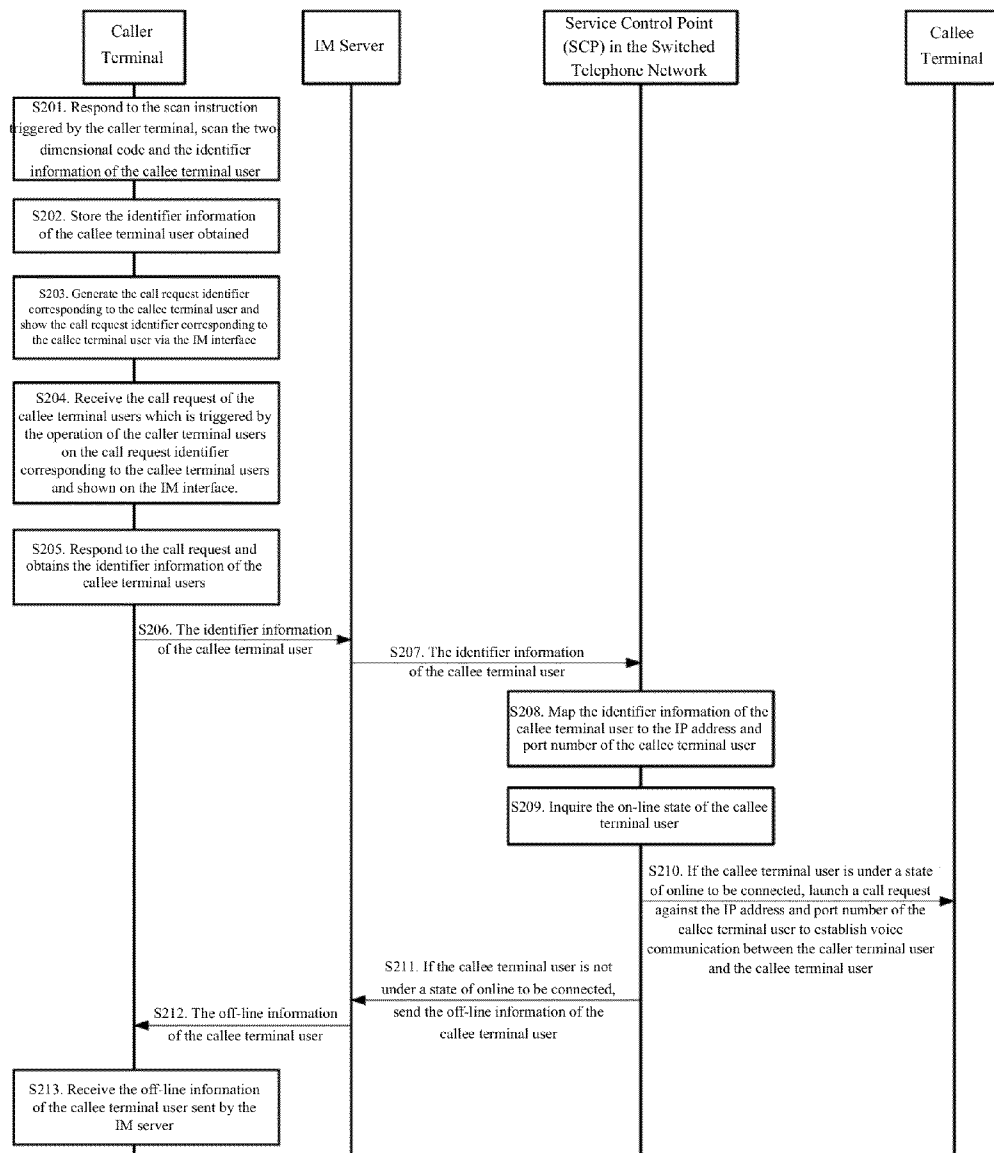 Caller
Terminal
IM Server
Service Control Point
(SCP) in the Switched
Telephone Network
Callee
Terminal
S201. Respond to the scan instruction
triggered by the caller terminal, scan the two-
dimensional code and the identifier
information of the callee terminal user
S202. Store the identifier information
of the callee terminal user obtained
S203. Generate the call request identifier
corresponding to the callee terminal user and
show the call request identifier corresponding to
the callee terminal user via the IM interface
S204. Receive the call request of the
callee terminal users which is triggered by
the operation of the caller terminal users
on the call request identifier
corresponding to the callee terminal users
and shown on the IM interface.
S205. Respond to the call request and
obtains the identifier information of the
callee terminal users
S206. The identifier information
of the callee terminal user
S207. The identifier information
of the callee terminal user
S208. Map the identifier information of the
callee terminal user to the IP address and
port number of the callee terminal user
S209. Inquire the on-line state of the callee
terminal user
S210. If the callee terminal user is under a state
of online to be connected, launch a call request
against the IP address and port number of the
callee terminal user to establish voice
communication between the caller terminal user
and the callee terminal user
S211. If the callee terminal user is not
under a state of online to be connected,
send the off-line information of the
callee terminal user
S212. The off-line information
of the callee terminal user
S213. Receive the off-line information
of the callee terminal user sent by the
IM server